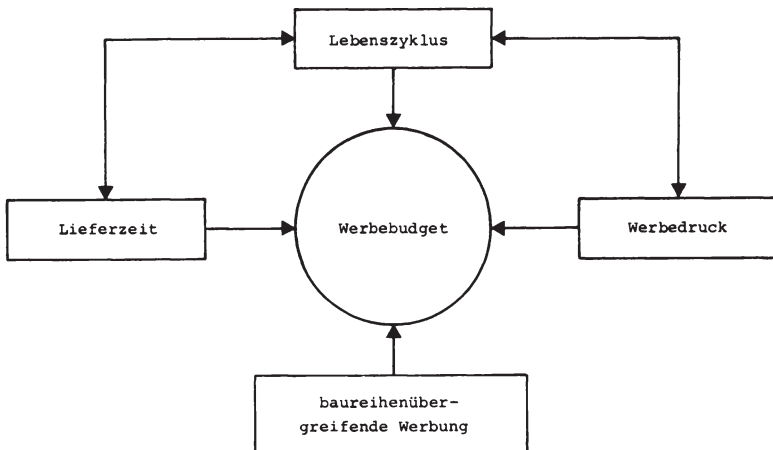 Lebenszyklus
Lieferzeit
Werbebudget
Werbedruck
baureihenüber-
greifende Werbung